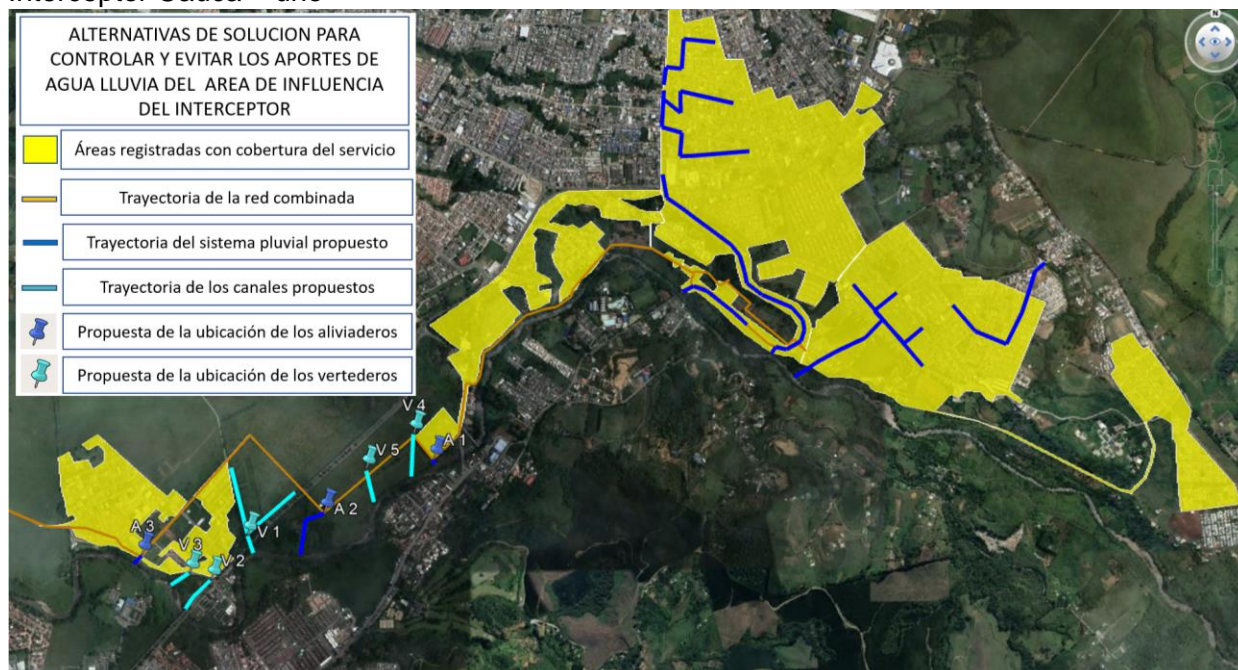 ALTERNATIVAS DE SOLUCION PARA
CONTROLAR Y EVITAR LOS APORTES DE
AGUA LLUVIA DEL AREA DE INFLUENCIA
DEL INTERCEPTOR
Áreas registradas con cobertura del servicio
Trayectoria de la red combinada
Trayectoria del sistema pluvial propuesto
Trayectoria de los canales propuestos
Propuesta de la ubicación de los aliviaderos
Propuesta de la ubicación de los vertederos
N
V 4
A 1
V 5
A 2
V 1
A 3
V 3
V 2